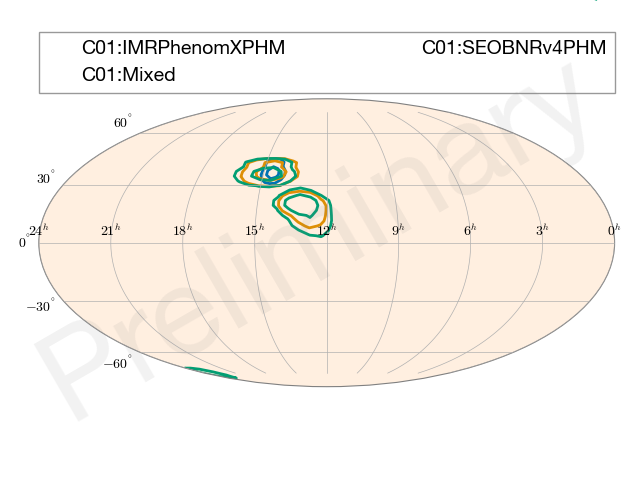 C01:IMRPhenomXPHM C01:SEOBNRv4PHM
C01:Mixed
60°
30°
0°
−30°
−60°
24h 21h 18h 15h 12h 9h 6h 3h 0h
Preliminary